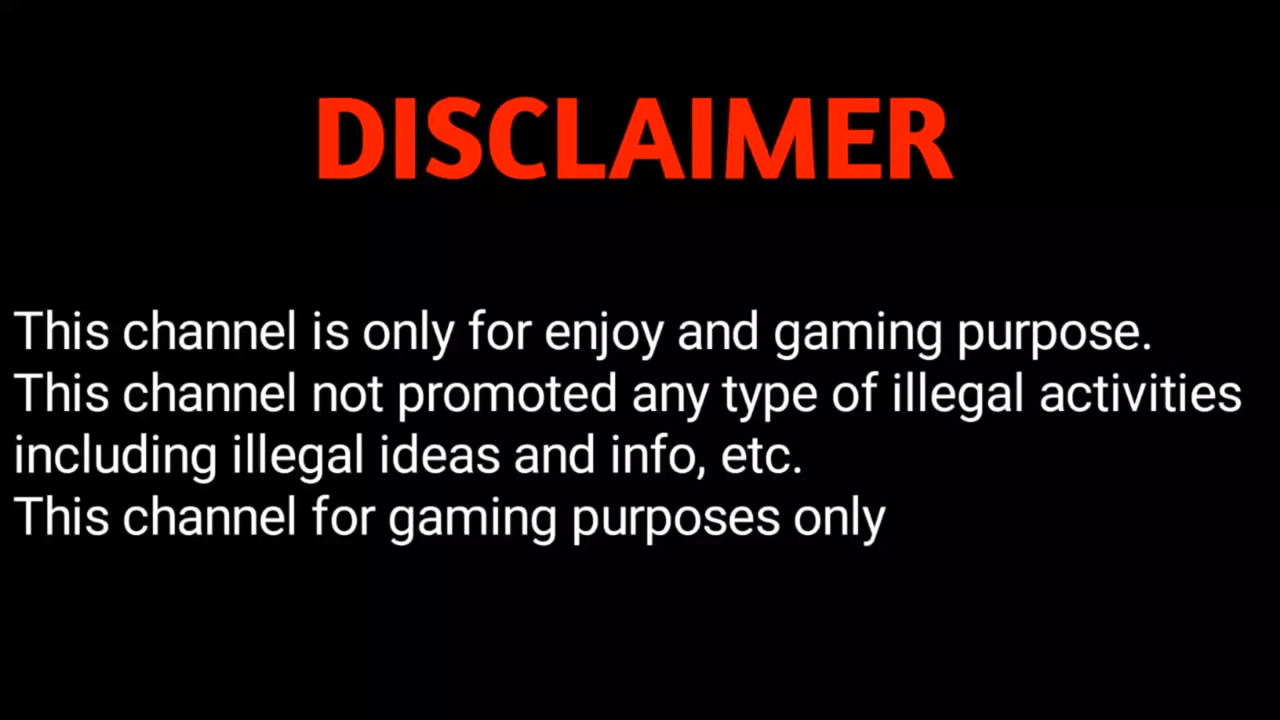 DISCLAIMER
This channel is only for enjoy and gaming purpose.
This channel not promoted any type of illegal activities
including illegal ideas and info, etc.
This channel for gaming purposes only